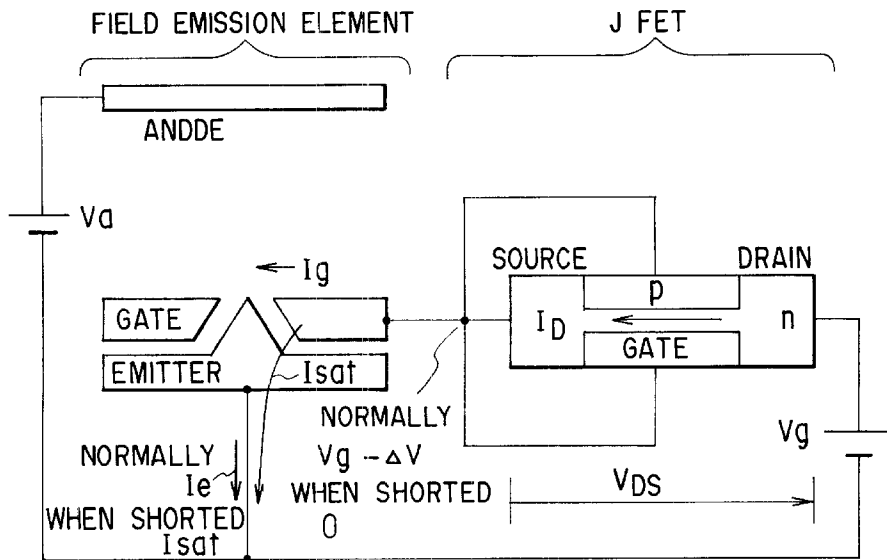 FIELD EMISSION ELEMENT
J FET
ANDDE
Va
Ig
SOURCE
DRAIN
p
GATE
ID
n
GATE
EMITTER
Isat
NORMALLY
Vg -ΔV
WHEN SHORTED
0
Vg
NORMALLY
Ie
WHEN SHORTED
Isat
VDS